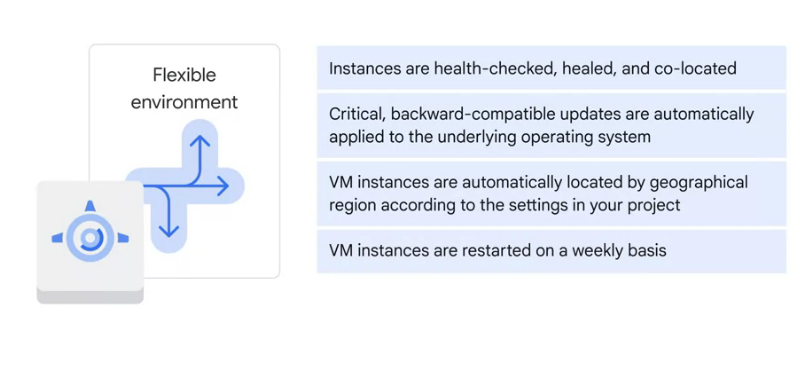 Flexible
environment
Instances are health-checked, healed, and co-located
Critical, backward-compatible updates are automatically
applied to the underlying operating system
VM instances are automatically located by geographical
region according to the settings in your project
VM instances are restarted on a weekly basis